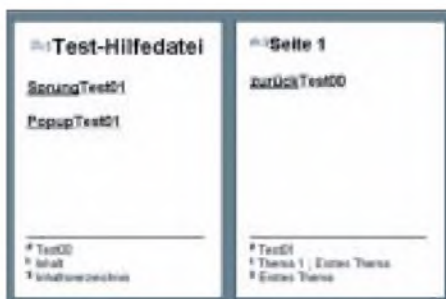 Test-Hilfedatei
SprungTest01
PopupTest01
# Test00
Inhalt
Inhaltsverzeichnis
Seite 1
zurückTest00
# Test01
Thema 1 ; Erstes Thema
Erstes Thema